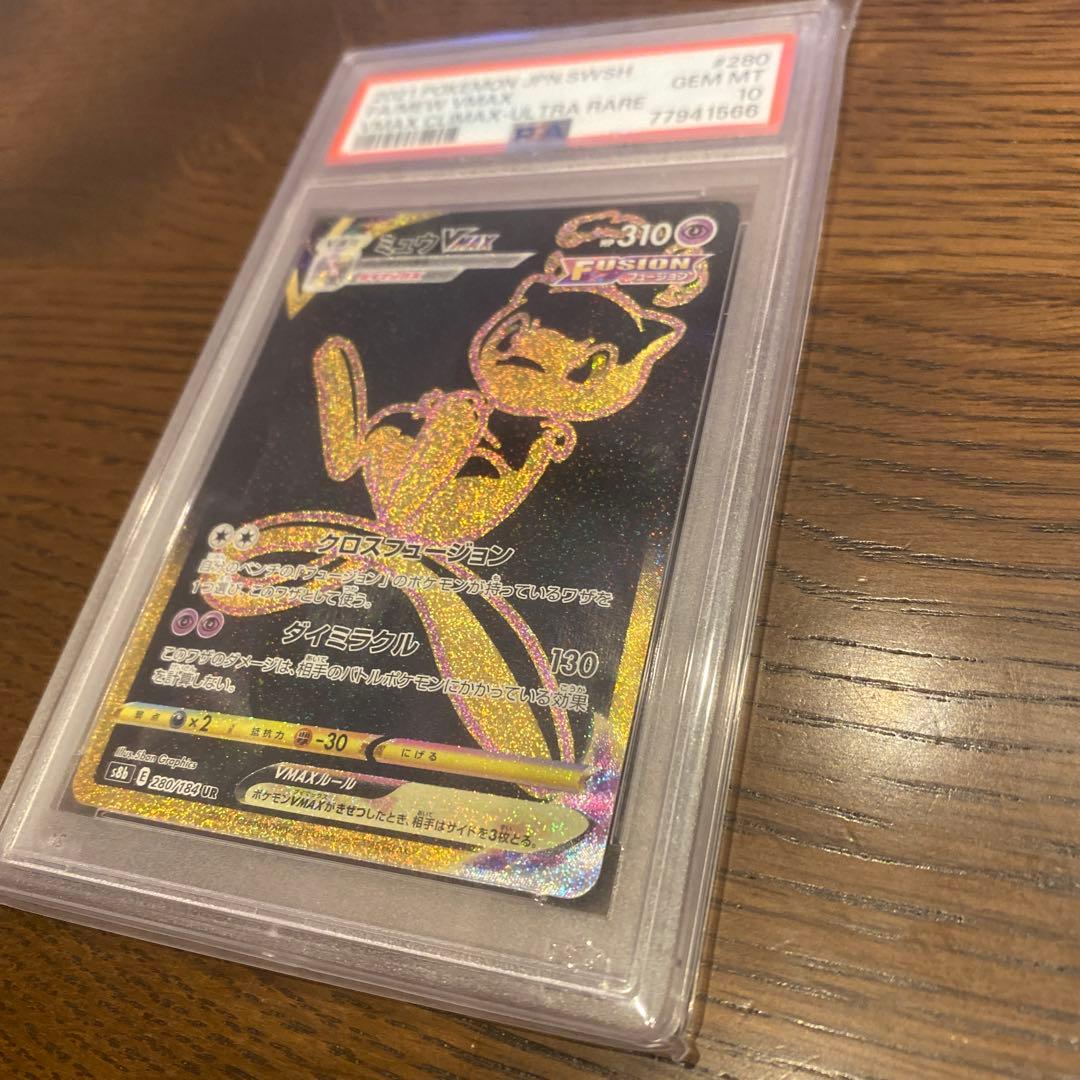 2021 POKEMON JPN.SWSH
#280
FA/MEW VMAX
GEM MT
VMAX CLIMAX-ULTRA RARE
10
PSA
77941566
ミュウVMAX
310
FUSION
フュージョン
クロスフュージョン
自分のベンチの「フュージョン」のポケモンが持っているワザを
1つ選び、このワザとして使う。
ダイミラクル
130
このワザのダメージは、相手のバトルポケモンにかかっている効果
を計算しない。
弱点 ×2 抵抗力 -30 にげる
Illus. 5ban Graphics
s8b E 280/184 UR
VMAXルール
ポケモンVMAXがきぜつしたとき、相手はサイドを3枚とる。